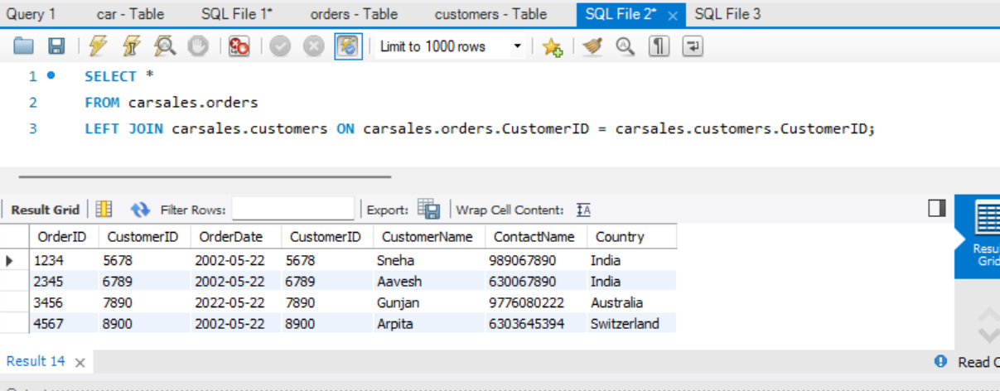 Query 1 car - Table SQL File 1* orders - Table customers - Table SQL File 2* SQL File 3
Limit to 1000 rows
1 SELECT *
2 FROM carsales.orders
3 LEFT JOIN carsales.customers ON carsales.orders.CustomerID = carsales.customers.CustomerID;
Result Grid Filter Rows: Export: Wrap Cell Content: IA
OrderID CustomerID OrderDate CustomerID CustomerName ContactName Country
1234 5678 2002-05-22 5678 Sneha 989067890 India
2345 6789 2002-05-22 6789 Aavesh 630067890 India
3456 7890 2022-05-22 7890 Gunjan 9776080222 Australia
4567 8900 2002-05-22 8900 Arpita 6303645394 Switzerland
Resu
Grid
Result 14 Read